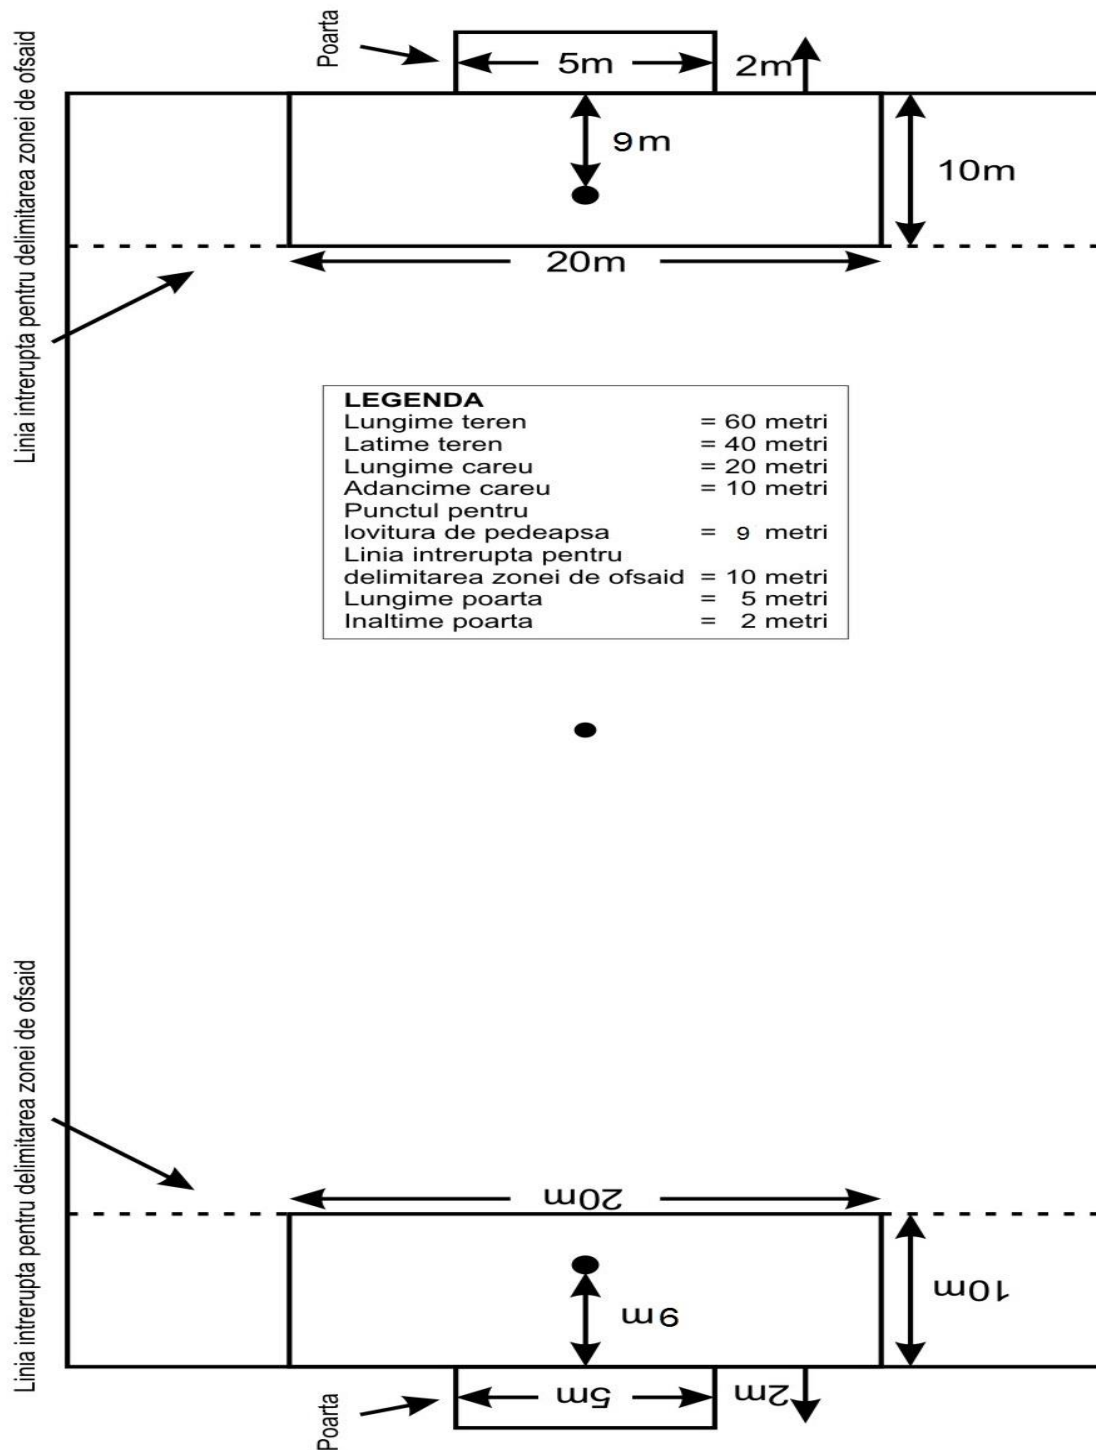 Linia intrerupta pentru delimitarea zonei de ofsaid
Poarta
5m
2m
9m
10m
20m
LEGENDA
Lungime teren = 60 metri
Latime teren = 40 metri
Lungime careu = 20 metri
Adancime careu = 10 metri
Punctul pentru
lovitura de pedeapsa = 9 metri
Linia intrerupta pentru
delimitarea zonei de ofsaid = 10 metri
Lungime poarta = 5 metri
Inaltime poarta = 2 metri
Linia intrerupta pentru delimitarea zonei de ofsaid
20m
10m
9m
5m
2m
Poarta